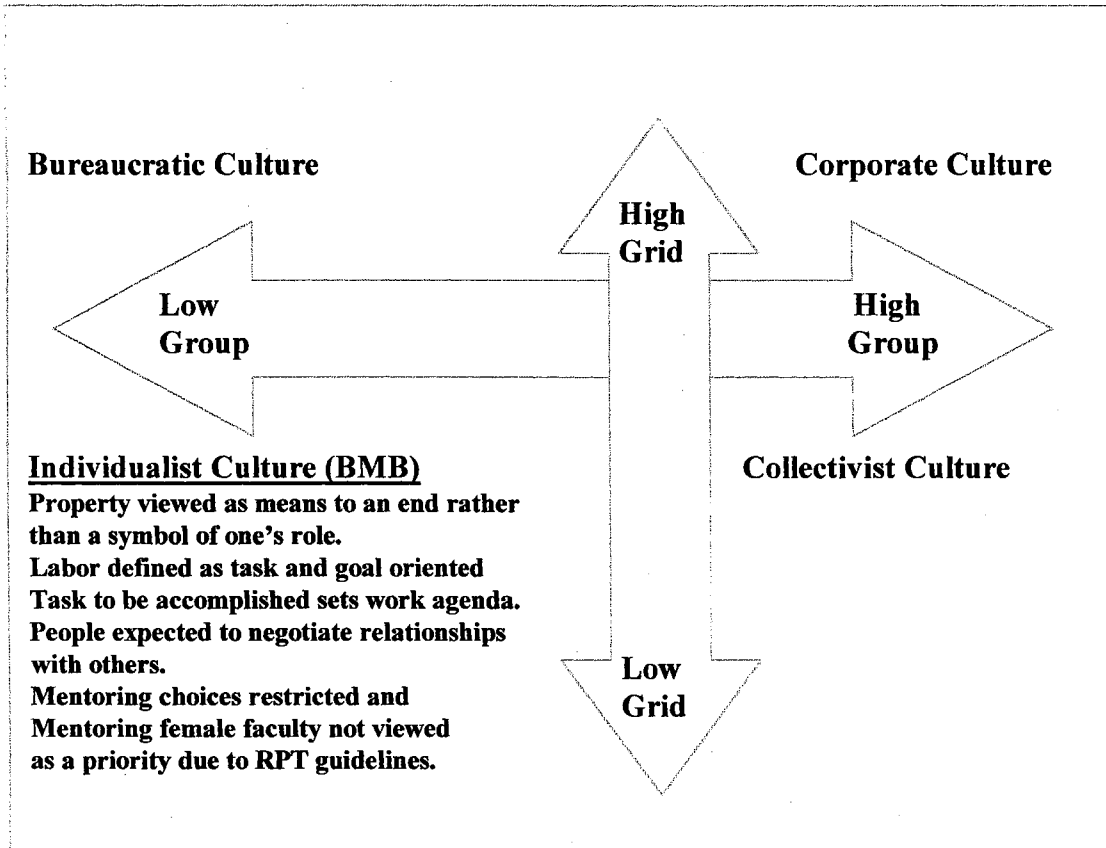 Bureaucratic Culture
Corporate Culture
High
Grid
Low
Group
High
Group
Individualist Culture (BMB)
Property viewed as means to an end rather
than a symbol of one's role.
Labor defined as task and goal oriented
Task to be accomplished sets work agenda.
People expected to negotiate relationships
with others.
Mentoring choices restricted and
Mentoring female faculty not viewed
as a priority due to RPT guidelines.
Collectivist Culture
Low
Grid